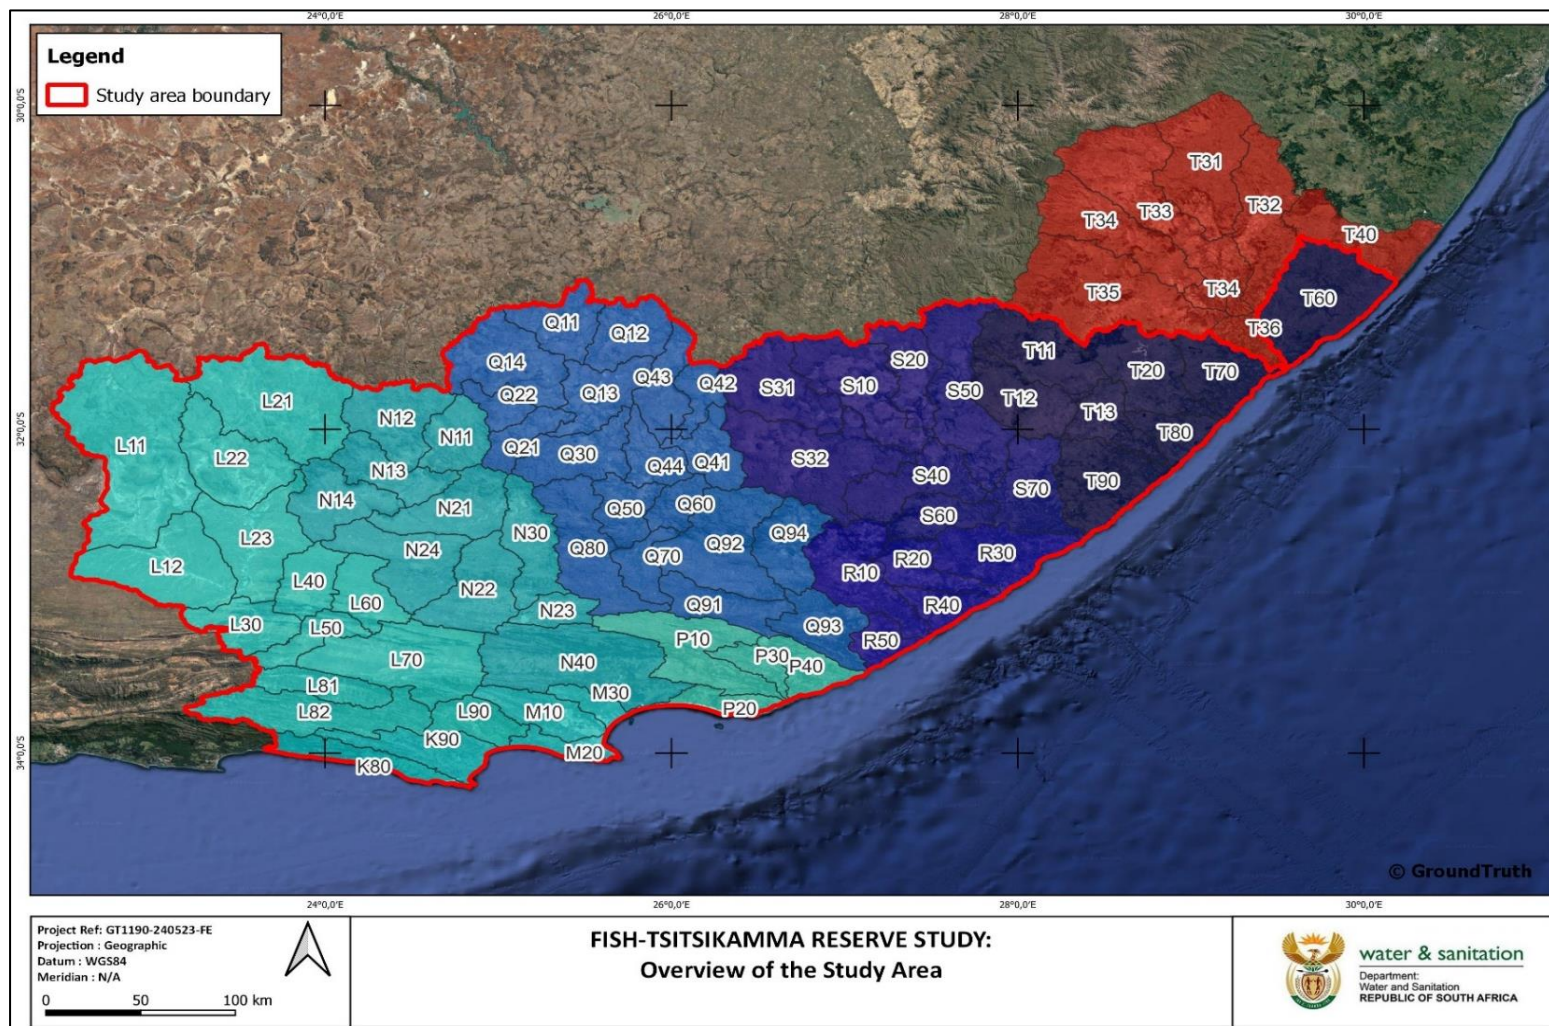 24°0,0'E
26°0,0'E
28°0,0'E
30°0,0'E
Legend
Study area boundary
30°0,0'S
32°0,0'S
34°0,0'S
T31
T32
T34
T33
T40
T35
T34
T60
T36
Q11
Q12
Q14
Q43
Q42
Q22
Q13
S31
S10
S20
S50
T11
T12
T20
T70
T13
T80
L21
N12
N11
L11
L22
N13
Q21
Q30
Q44
Q41
S32
S40
S70
T90
N14
N21
N30
Q50
Q60
Q94
S60
L23
N24
Q80
Q70
Q92
R10
R20
R30
L12
L40
L60
N22
N23
Q91
R40
L30
L50
P10
Q93
R50
L70
N40
P30
P40
L81
M30
L82
L90
M10
P20
K90
M20
K80
© GroundTruth
24°0,0'E
26°0,0'E
28°0,0'E
30°0,0'E
Project Ref: GT1190-240523-FE
Projection : Geographic
Datum : WGS84
Meridian : N/A
0 50 100 km
FISH-TSITSIKAMMA RESERVE STUDY:
Overview of the Study Area
water & sanitation
Department:
Water and Sanitation
REPUBLIC OF SOUTH AFRICA